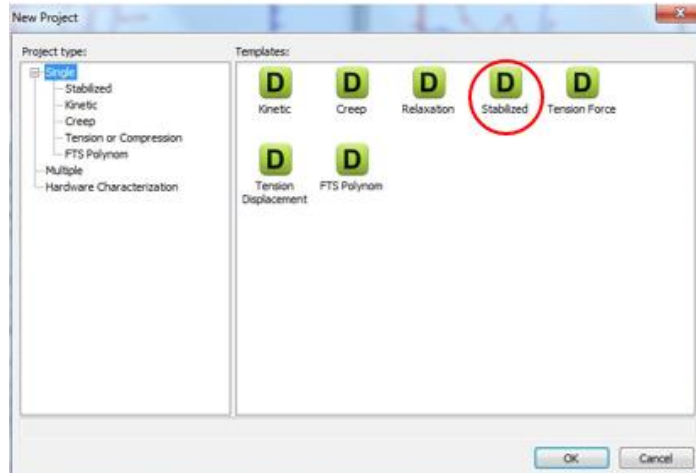 New Project
Project type:
Single
Stabilized
Kinetic
Creep
Tension or Compression
FTS Polynom
Multiple
Hardware Characterization
Templates:
D D D D D
Kinetic Creep Relaxation Stabilized Tension Force
D D
Tension FTS Polynom
Displacement
OK Cancel